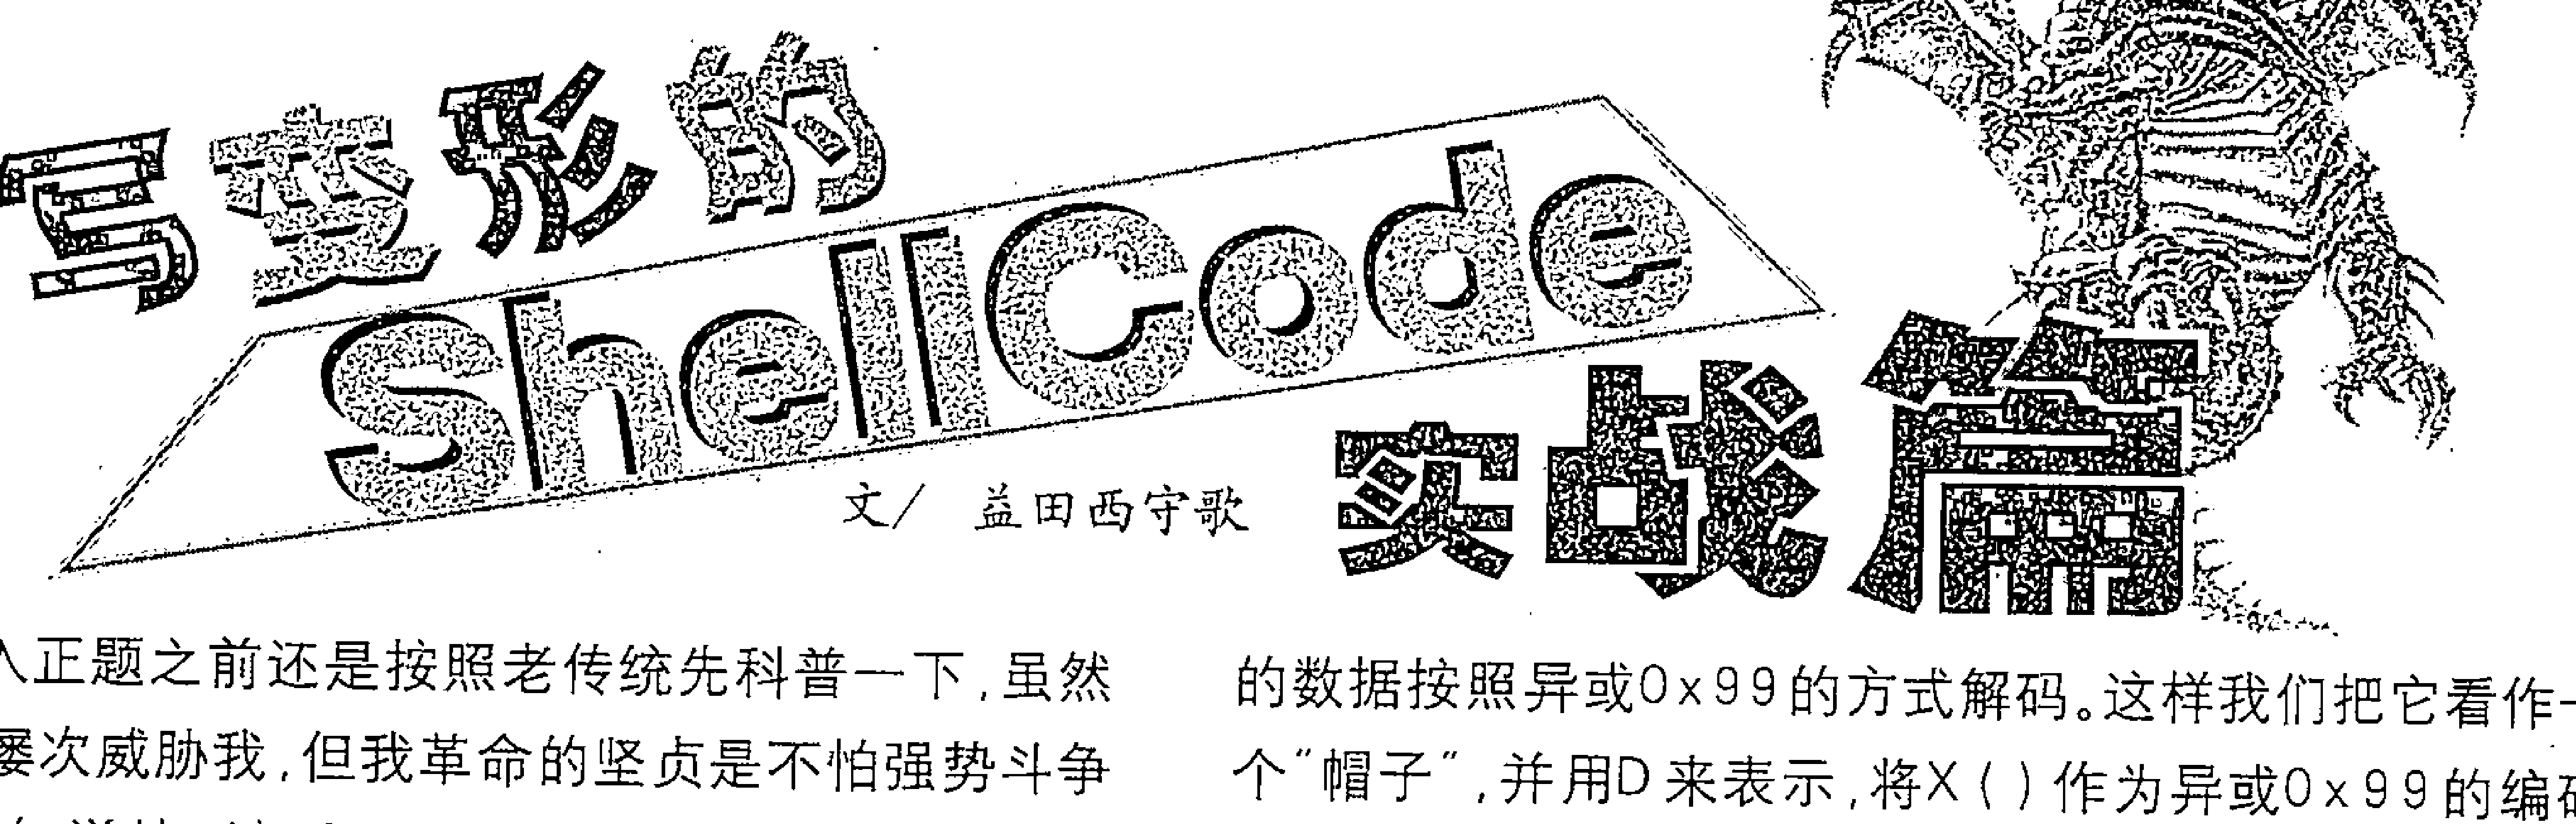 写变形的
ShellCode
实战篇
文/ 益田西守歌
入正题之前还是按照老传统先科普一下,虽然
屡次威胁我,但我革命的坚贞是不怕强势斗争
的数据按照异或0x99的方式解码。这样我们把它看作一
个“帽子”,并用D来表示,将X()作为异或0x99的编码